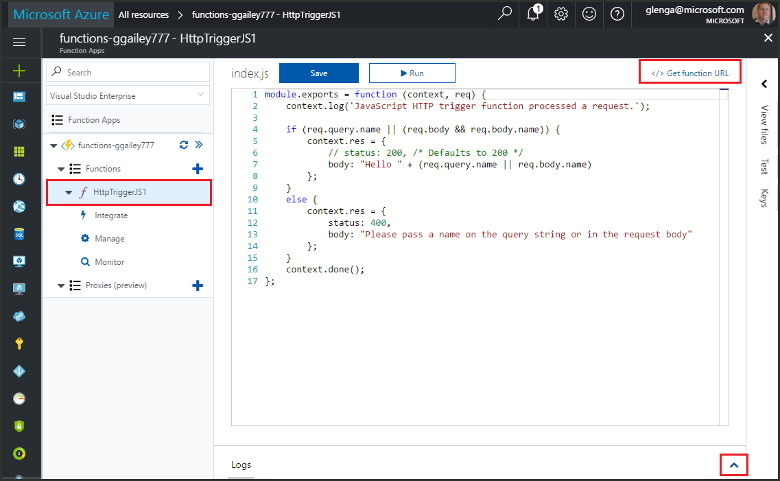 Microsoft Azure All resources > functions-ggailey777 - HttpTriggerJS1 1 glenga@microsoft.com
MICROSOFT
functions-ggailey777 - HttpTriggerJS1
Function Apps
Search
Visual Studio Enterprise
Function Apps
functions-ggailey777
Functions
HttpTriggerJS1
Integrate
Manage
Monitor
Proxies (preview)
index.js Save Run </> Get function URL
1 module.exports = function (context, req) {
2 context.log('JavaScript HTTP trigger function processed a request.');
3
4 if (req.query.name || (req.body && req.body.name)) {
5 context.res = {
6 // status: 200, /* Defaults to 200 */
7 body: "Hello " + (req.query.name || req.body.name)
8 };
9 }
10 else {
11 context.res = {
12 status: 400,
13 body: "Please pass a name on the query string or in the request body"
14 };
15 }
16 context.done();
17 };
Logs
View files
Test
Keys